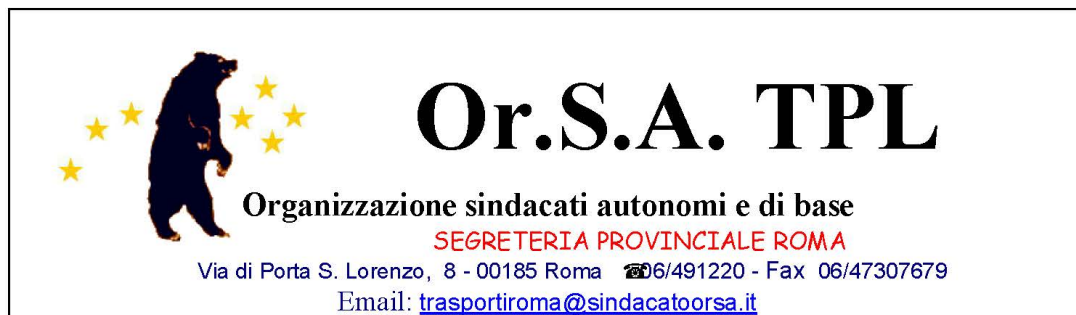 Or.S.A. TPL
Organizzazione sindacati autonomi e di base
SEGRETERIA PROVINCIALE ROMA
Via di Porta S. Lorenzo, 8 - 00185 Roma ☎06/491220 - Fax 06/47307679
Email: trasportiroma@sindacatoorsa.it